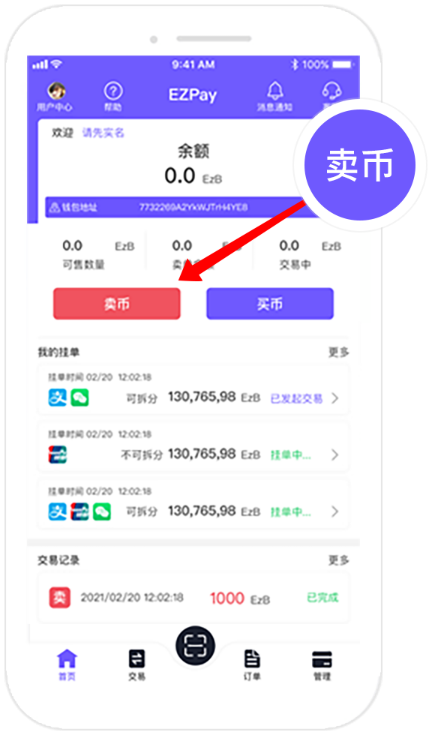 9:41 AM 100%
用户中心 帮助 EZPay 消息通知
欢迎 请先实名
卖币
余额
0.0 EzB
钱包地址 7732269A2YkWJTrH4YE8
0.0 EzB 0.0 EzB 0.0 EzB
可售数量 交易中
卖币 买币
我的挂单 更多
挂单时间 02/20 12:02:18
可拆分 130,765,98 EzB 已发起交易
挂单时间 02/20 12:02:18
不可拆分 130,765,98 EzB 挂单中...
挂单时间 02/20 12:02:18
可拆分 130,765,98 EzB 挂单中...
交易记录 更多
卖 2021/02/20 12:02:18 1000 EzB 已完成
首页 交易 订单 管理